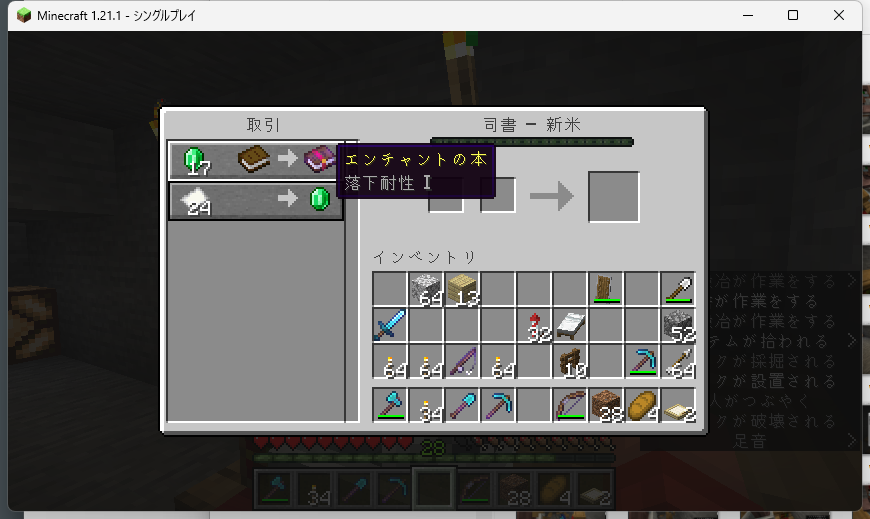 Minecraft 1.21.1 - シングルプレイ
取引
司書 - 新米
17
エンチャントの本
落下耐性 I
24
インベントリ
64 13
32 52
64 64 64 10 64
34 28 4 2
冶が作業をする >
が作業をする
冶が作業をする
テムが拾われる >
クが採掘される
クが設置される
人がつぶやく
クが破壊される
足音 >
28
34 28 4 2